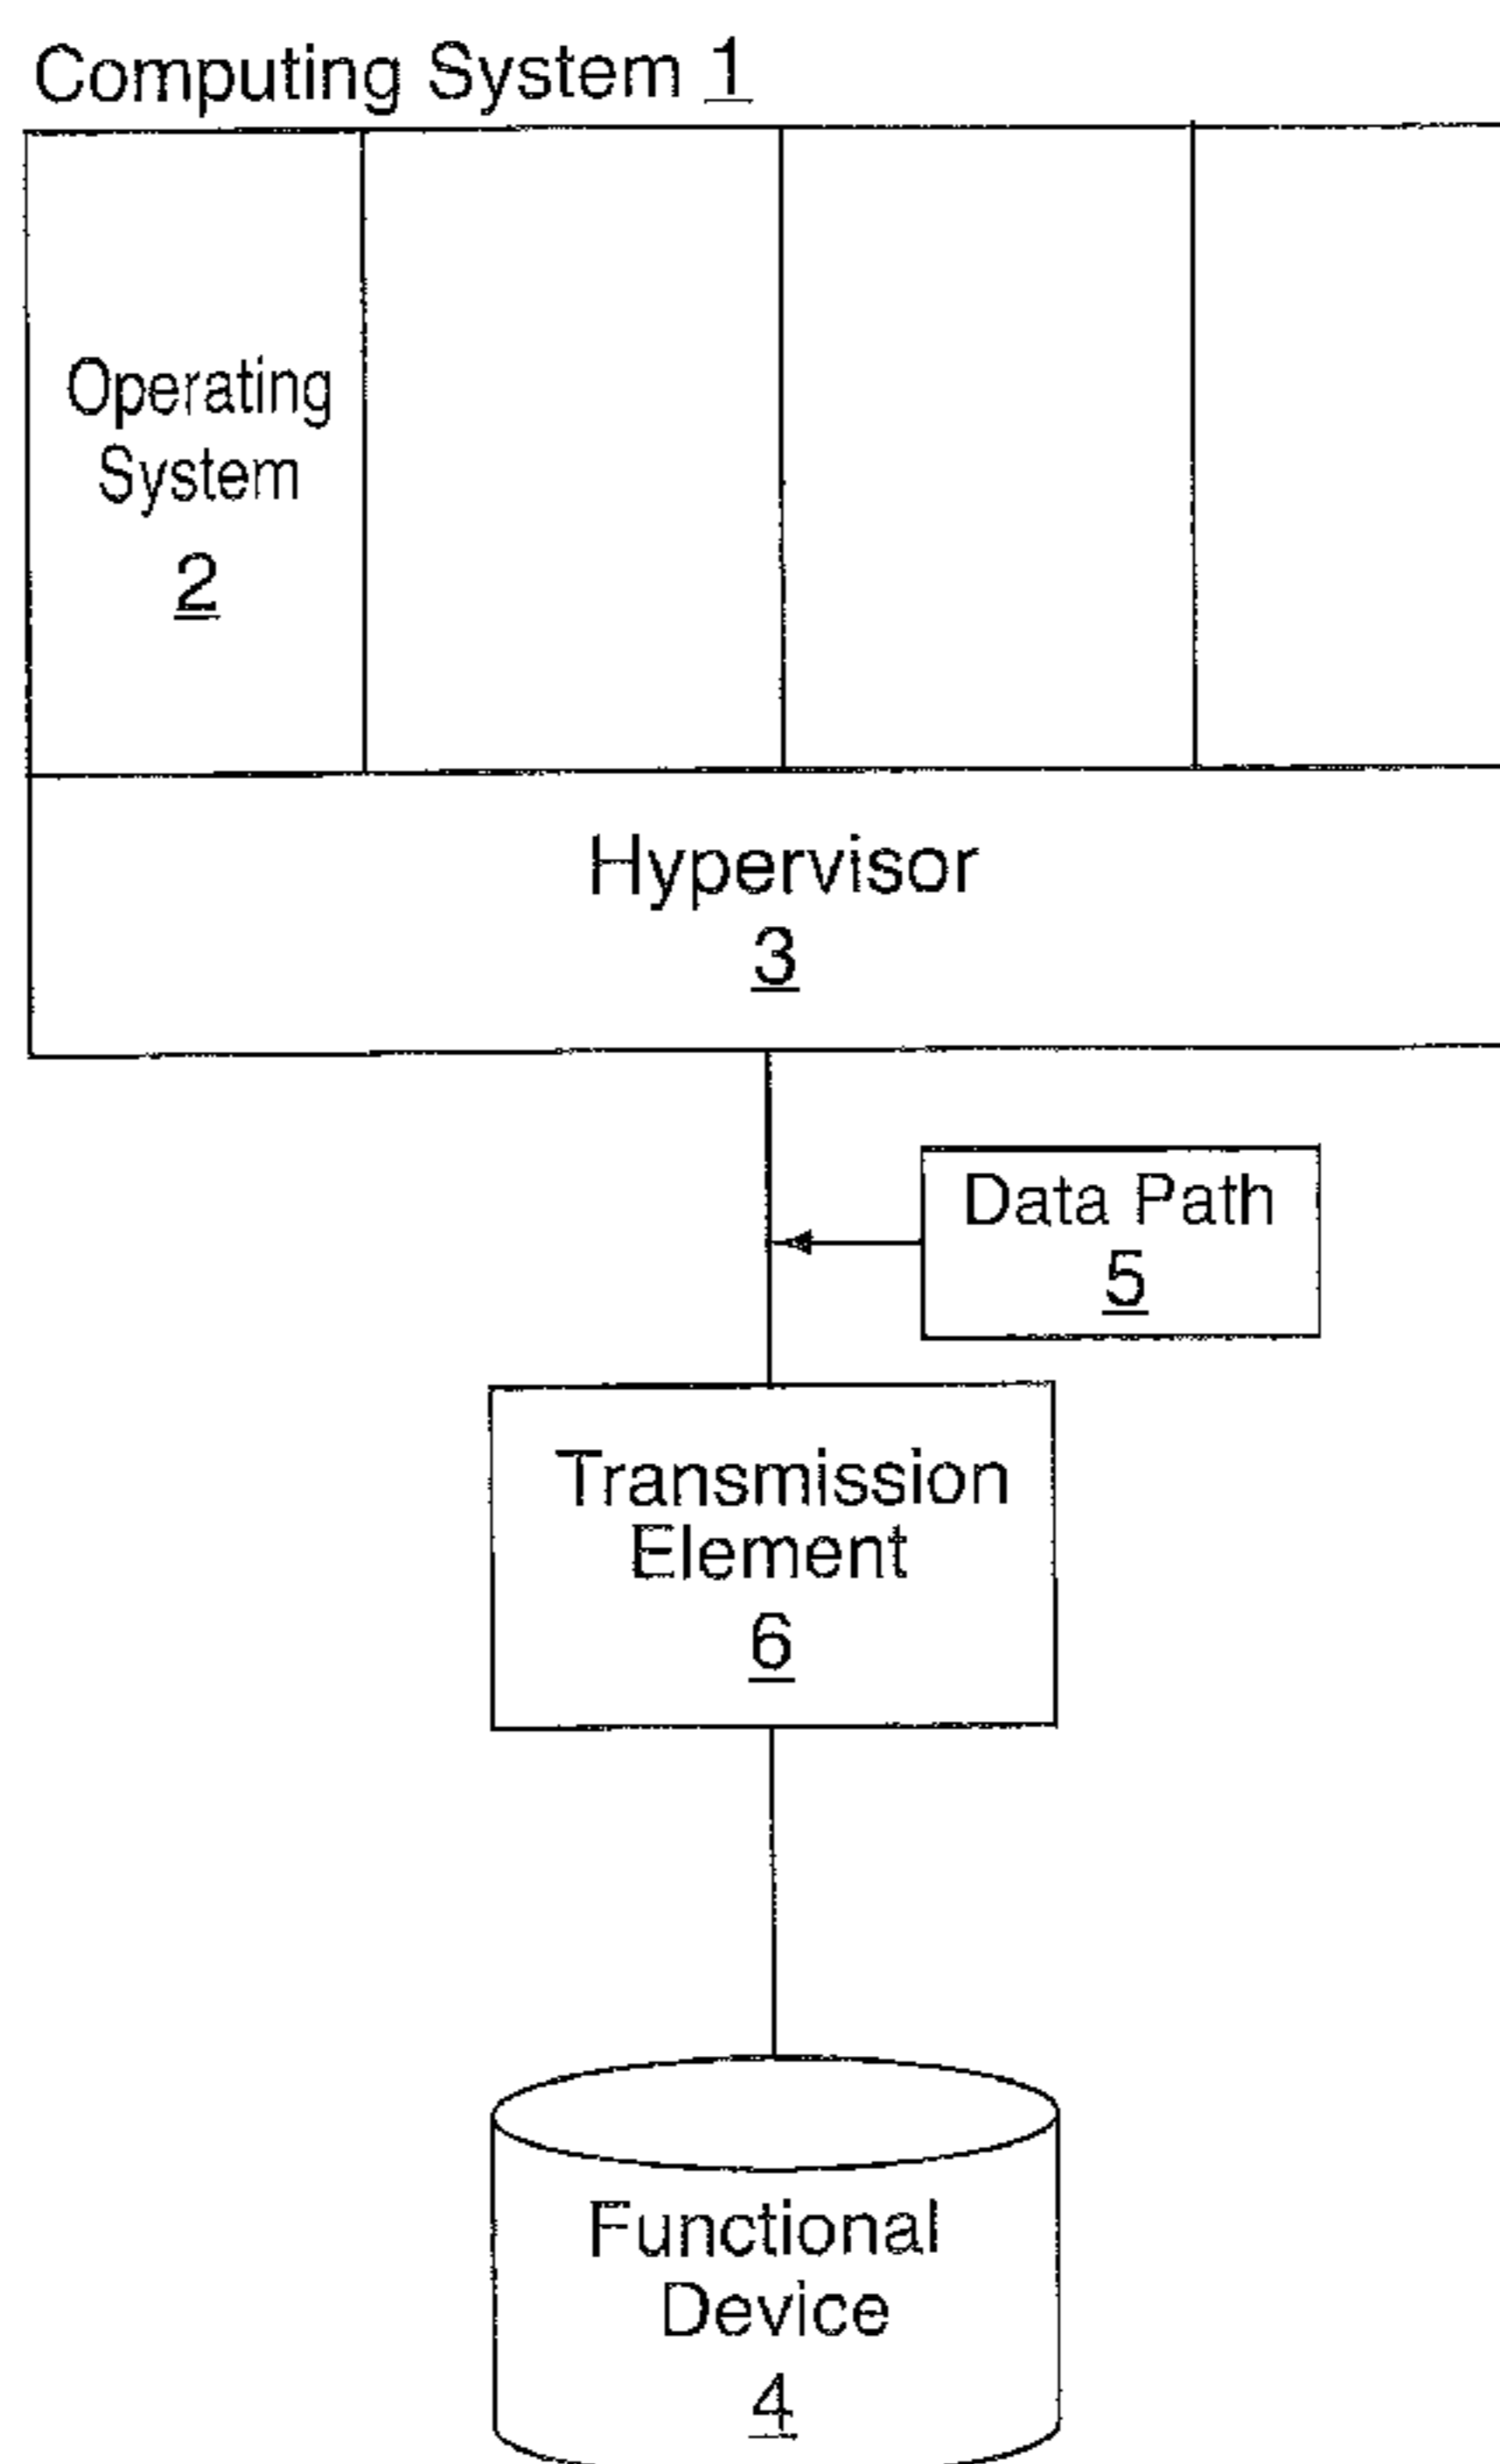 Computing System 1
Operating
System
2
Hypervisor
3
Data Path
5
Transmission
Element
6
Functional
Device
4